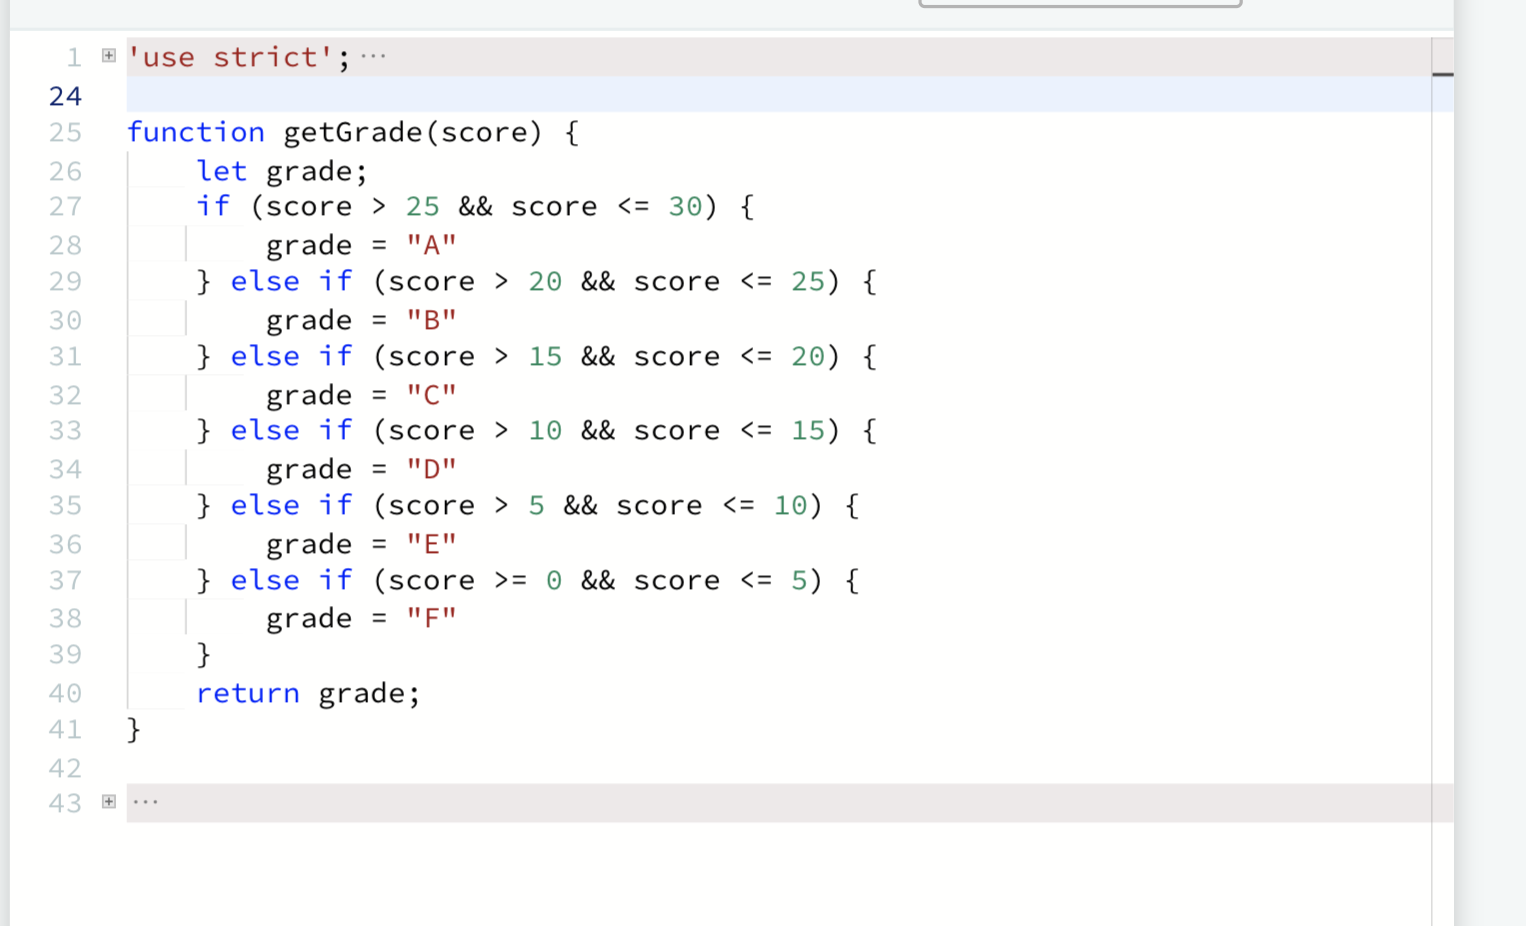 1 'use strict'; ...
24
25 function getGrade(score) {
26     let grade;
27     if (score > 25 && score <= 30) {
28         grade = "A"
29     } else if (score > 20 && score <= 25) {
30         grade = "B"
31     } else if (score > 15 && score <= 20) {
32         grade = "C"
33     } else if (score > 10 && score <= 15) {
34         grade = "D"
35     } else if (score > 5 && score <= 10) {
36         grade = "E"
37     } else if (score >= 0 && score <= 5) {
38         grade = "F"
39     }
40     return grade;
41 }
42
43 ...